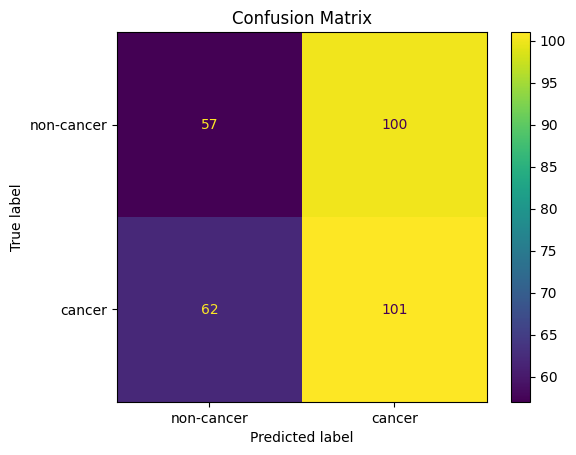 Confusion Matrix
True label
non-cancer
57
100
cancer
62
101
non-cancer
cancer
Predicted label
100
95
90
85
80
75
70
65
60